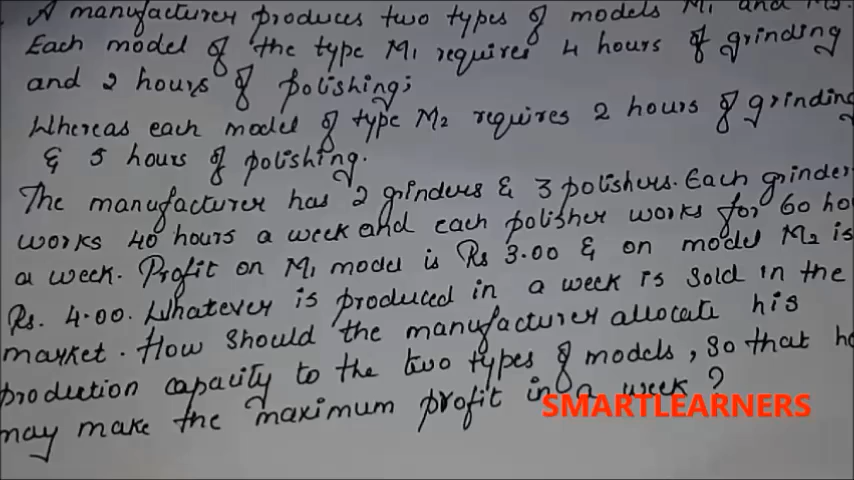 A manufacturer produces two types of models M1 and
Each model of the type M1 requires 4 hours of grinding
and 2 hours of polishing;
Whereas each model of type M2 requires 2 hours of grinding
& 5 hours of polishing.
The manufacturer has 2 grinders & 3 polishers. Each grinder
works 40 hours a week and each polisher works for 60 ho
a week. Profit on M1 model is Rs 3.00 & on model M2 is
Rs. 4.00. Whatever is produced in a week is sold in the
market. How should the manufacturer allocate his
production capacity to the two types of models, so that he
may make the maximum profit in a week?
SMARTLEARNERS